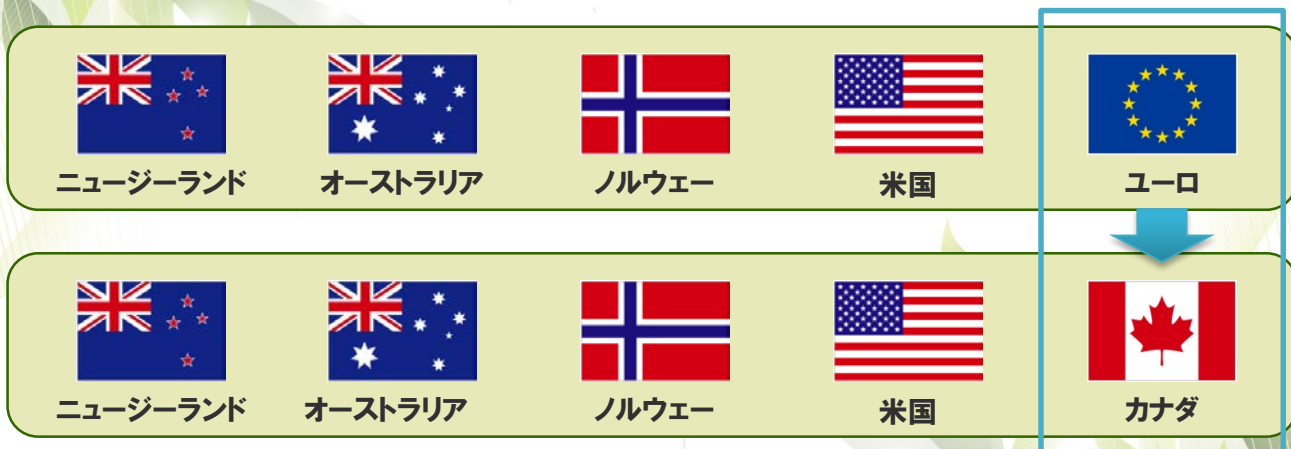 ニュージーランド オーストラリア ノルウェー 米国 ユーロ
ニュージーランド オーストラリア ノルウェー 米国 カナダ